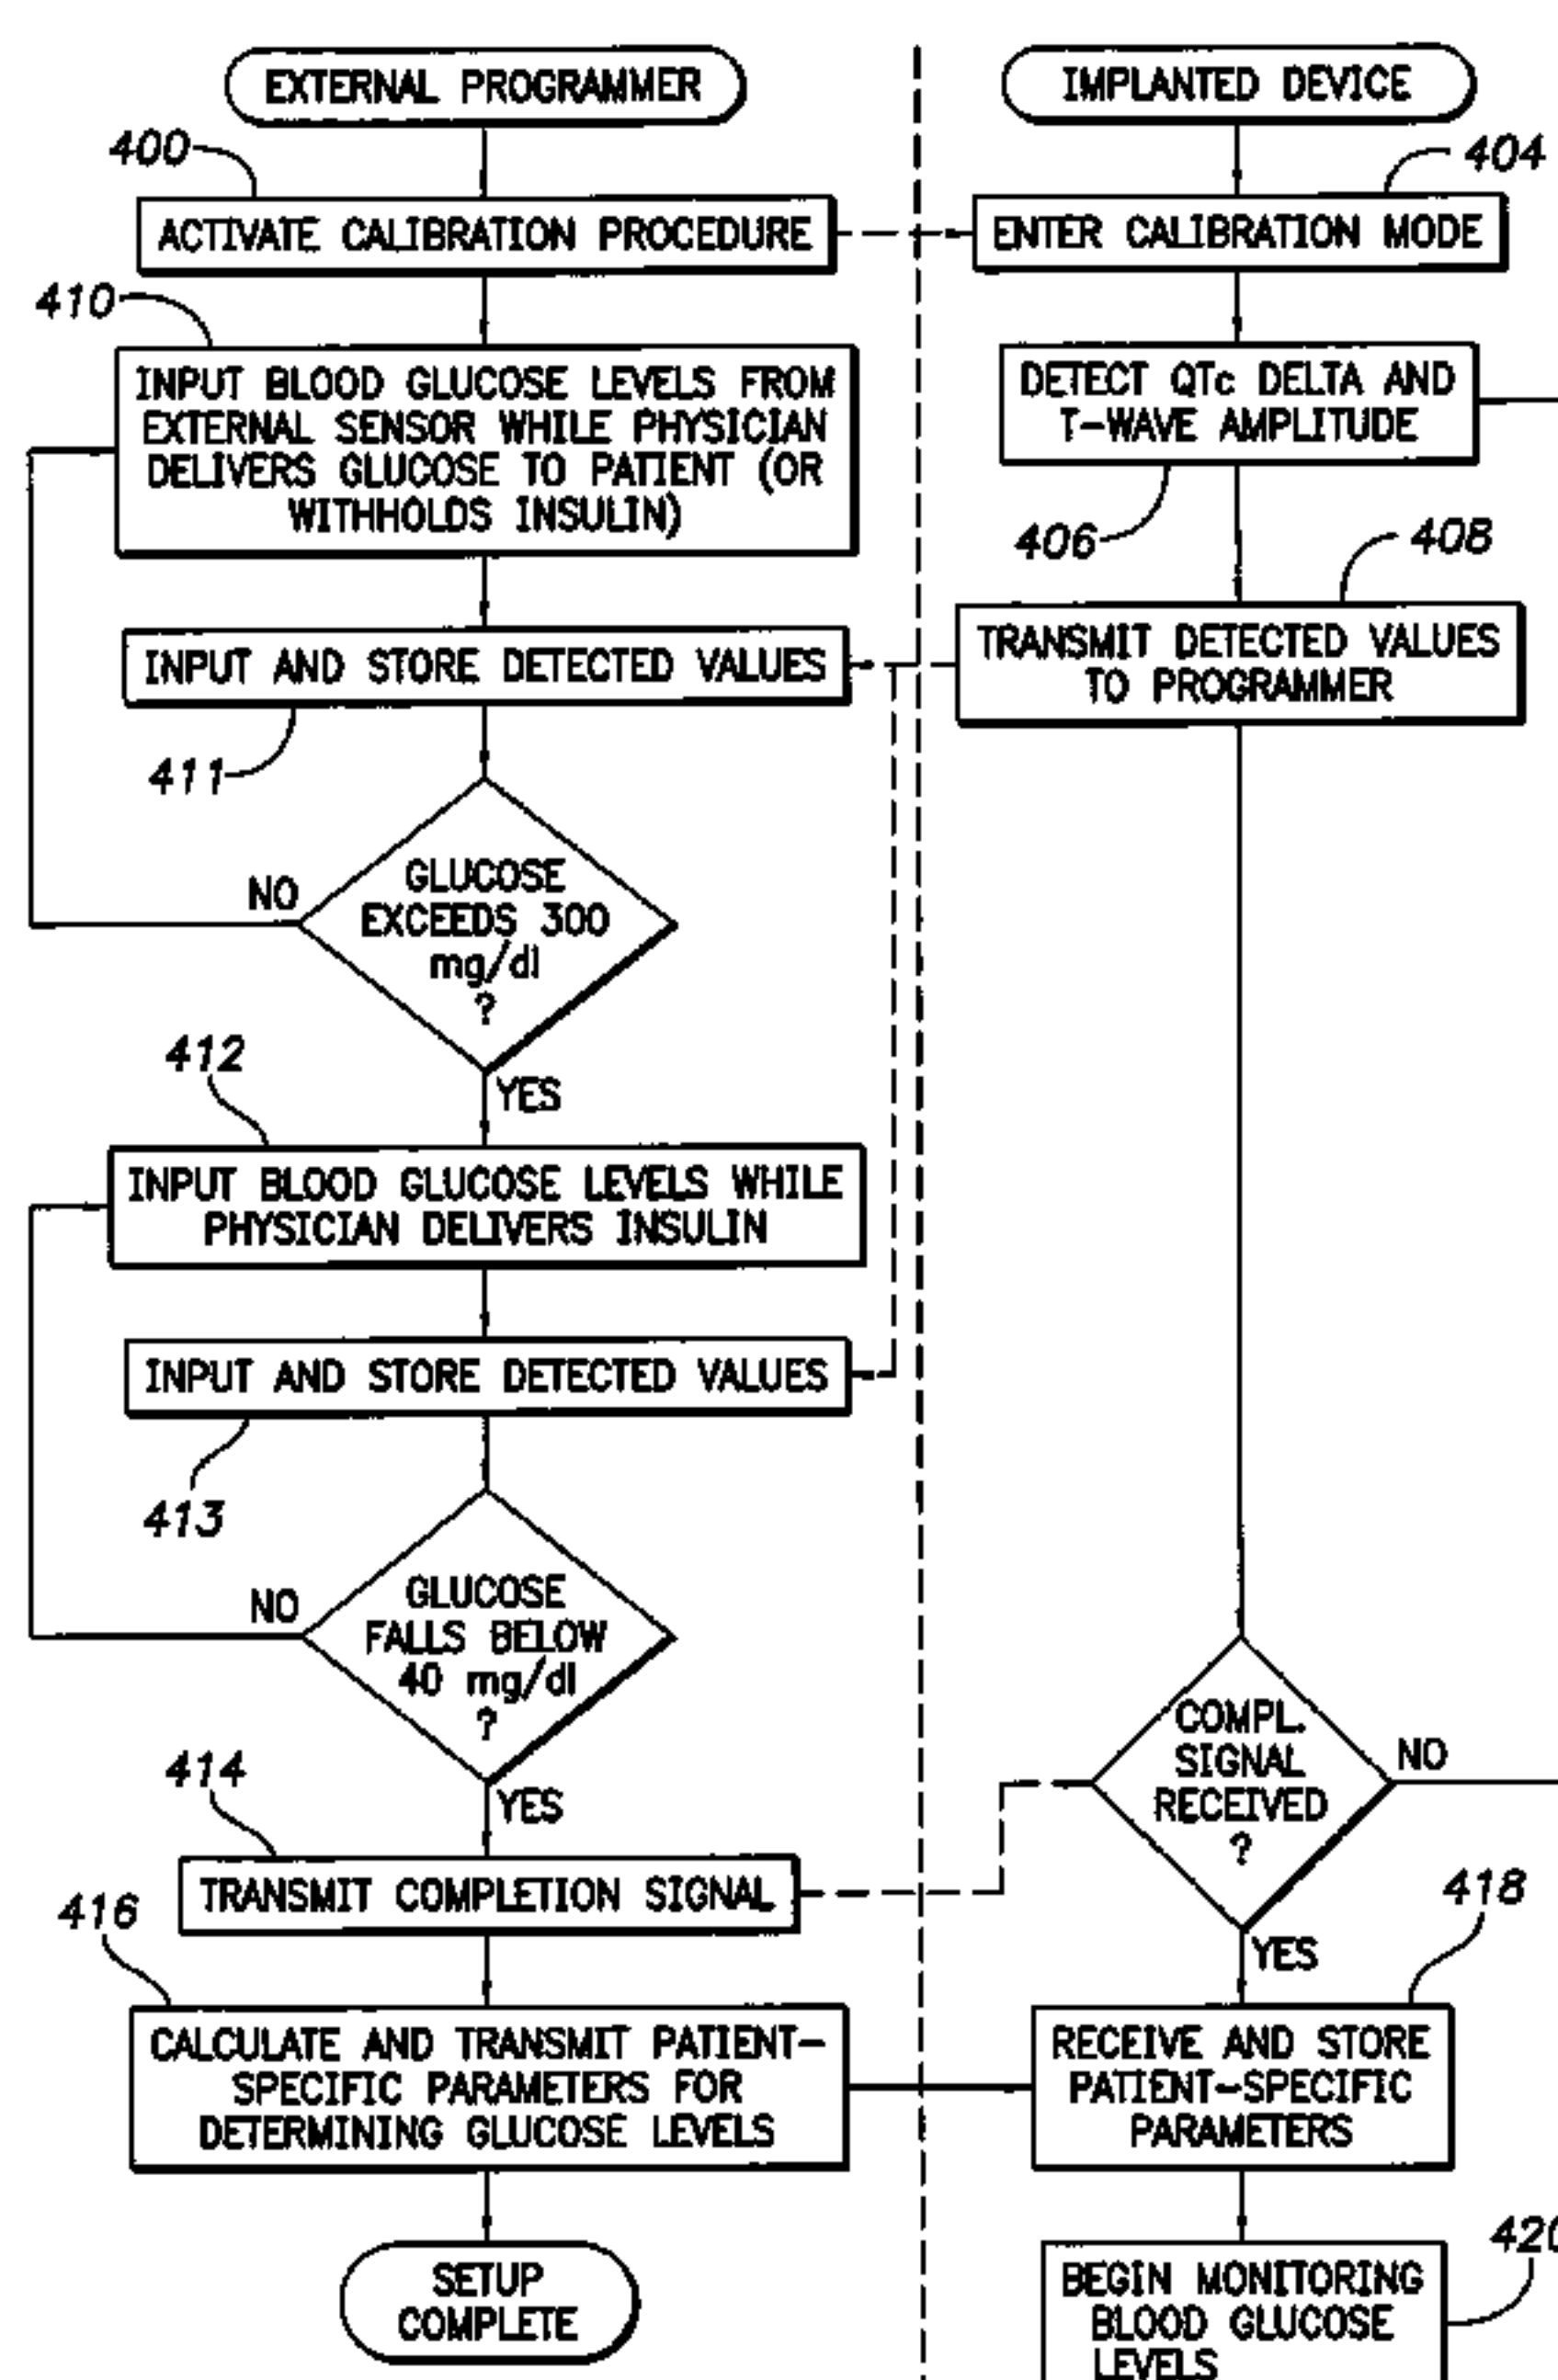 EXTERNAL PROGRAMMER
400
ACTIVATE CALIBRATION PROCEDURE
410
INPUT BLOOD GLUCOSE LEVELS FROM
EXTERNAL SENSOR WHILE PHYSICIAN
DELIVERS GLUCOSE TO PATIENT (OR
WITHHOLDS INSULIN)
INPUT AND STORE DETECTED VALUES
411
GLUCOSE
EXCEEDS 300
mg/dl
?
NO
YES
412
INPUT BLOOD GLUCOSE LEVELS WHILE
PHYSICIAN DELIVERS INSULIN
INPUT AND STORE DETECTED VALUES
413
GLUCOSE
FALLS BELOW
40 mg/dl
?
NO
YES
414
TRANSMIT COMPLETION SIGNAL
416
CALCULATE AND TRANSMIT PATIENT-
SPECIFIC PARAMETERS FOR
DETERMINING GLUCOSE LEVELS
SETUP
COMPLETE
IMPLANTED DEVICE
404
ENTER CALIBRATION MODE
DETECT QTc DELTA AND
T-WAVE AMPLITUDE
406
408
TRANSMIT DETECTED VALUES
TO PROGRAMMER
COMPL.
SIGNAL
RECEIVED
?
NO
YES
418
RECEIVE AND STORE
PATIENT-SPECIFIC
PARAMETERS
420
BEGIN MONITORING
BLOOD GLUCOSE
LEVELS